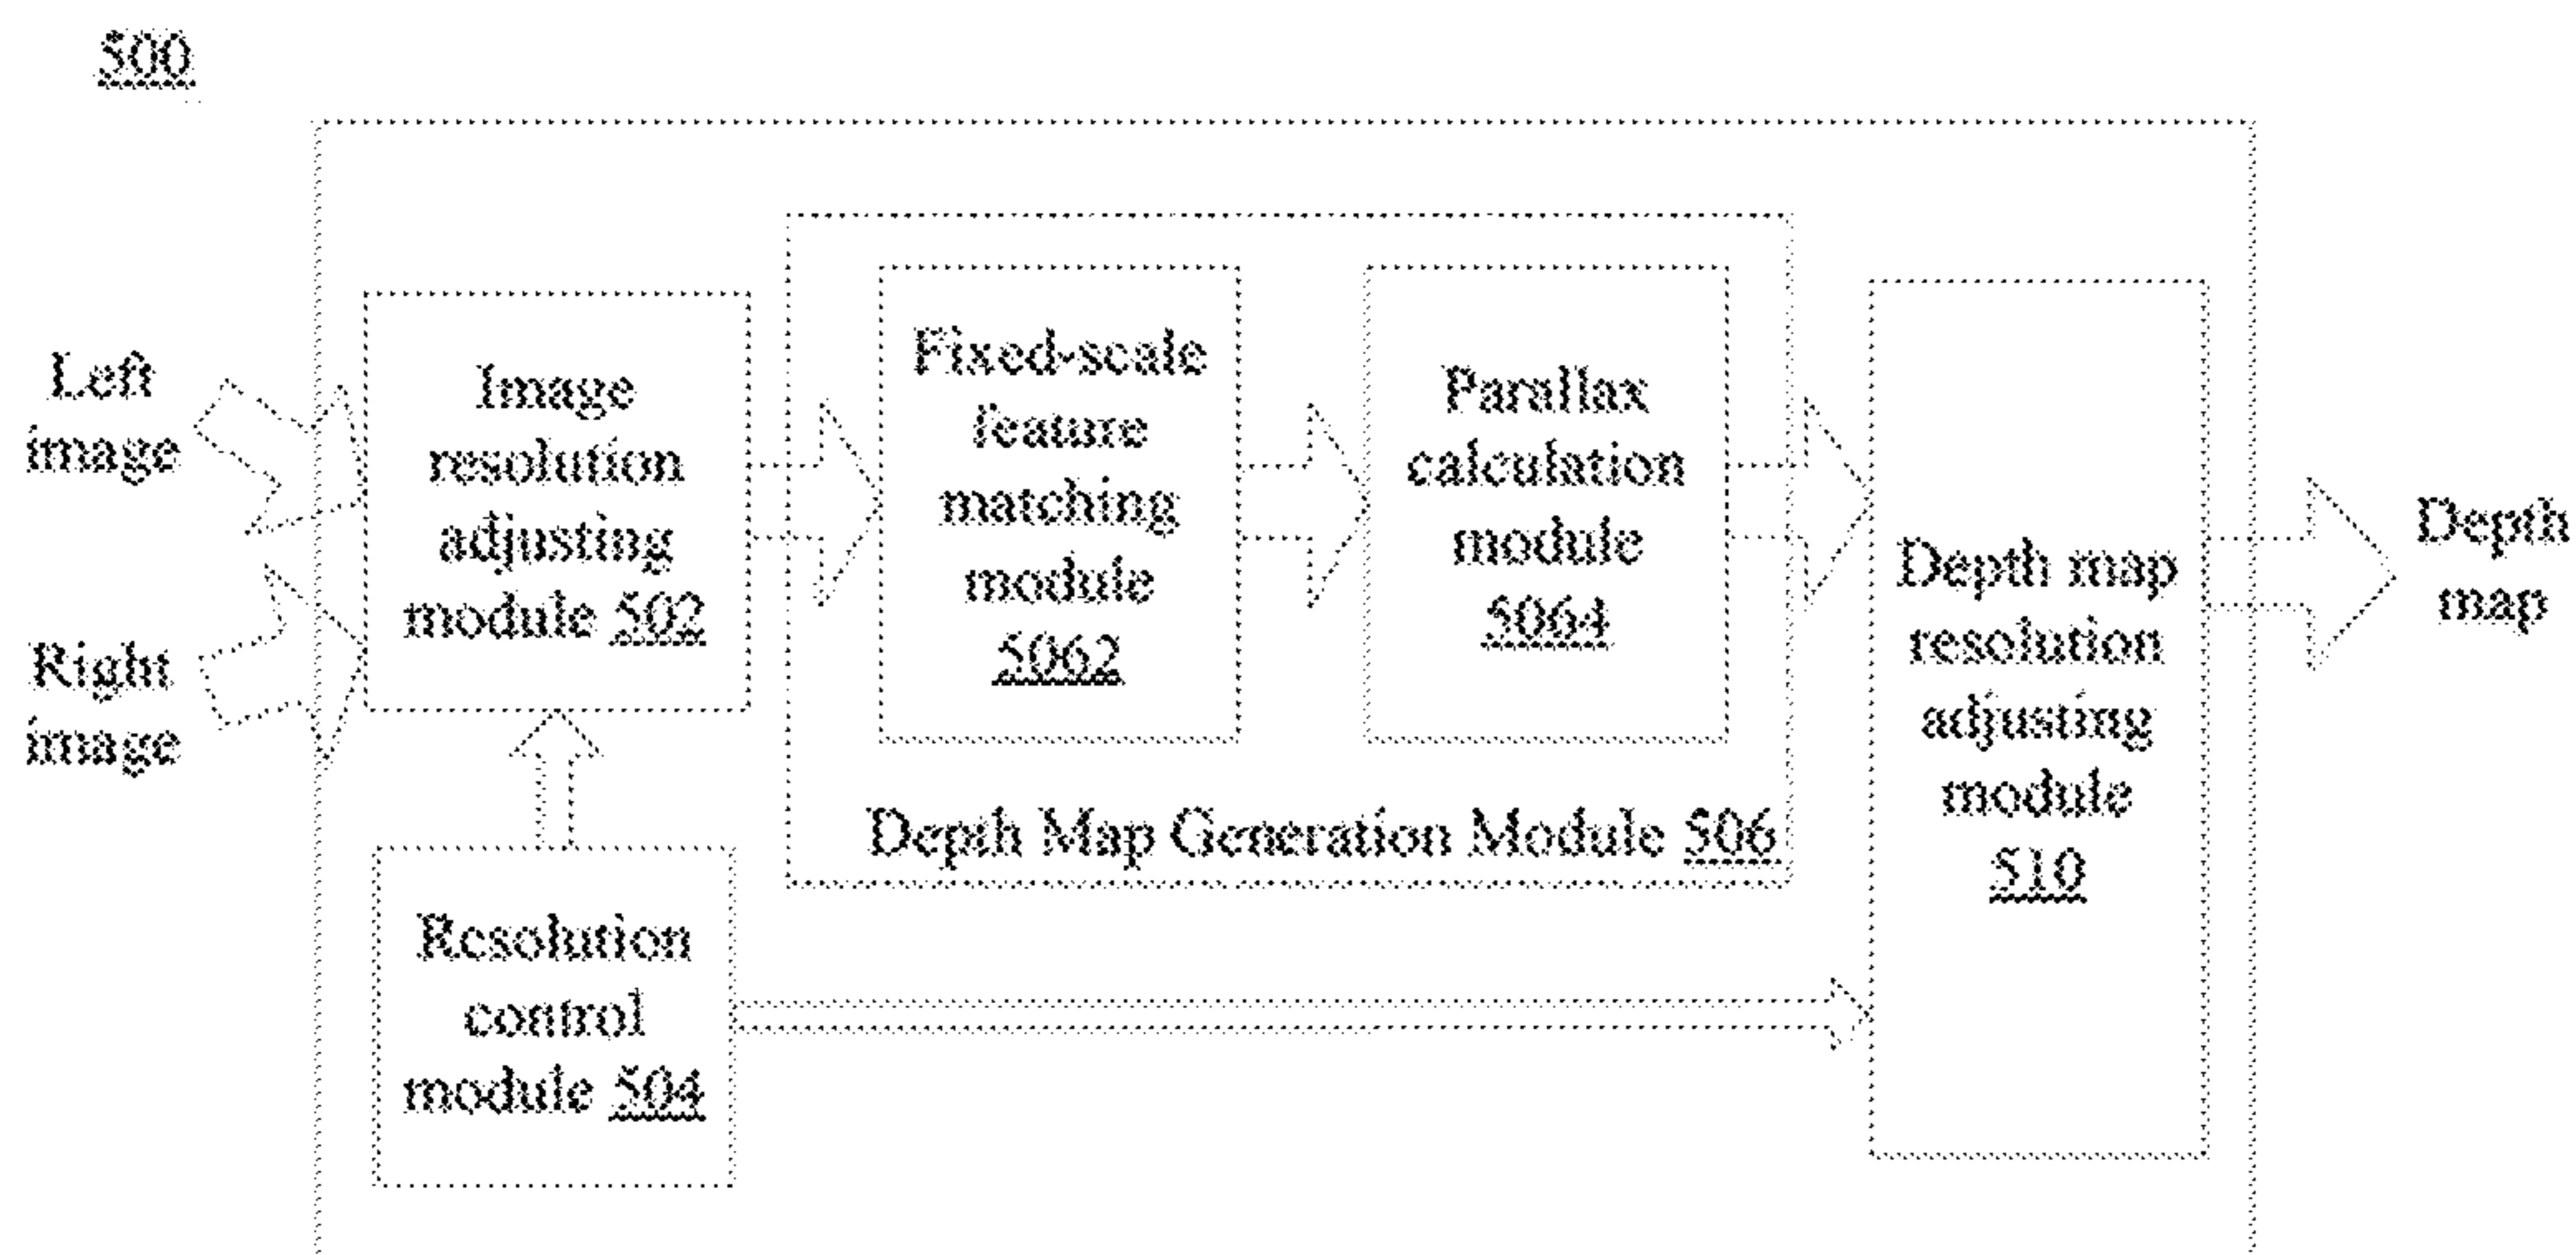 500
Left
image
Right
image
Image
resolution
adjusting
module 502
Fixed-scale
feature
matching
module
5062
Parallax
calculation
module
5064
Depth Map Generation Module 506
Resolution
control
module 504
Depth map
resolution
adjusting
module
510
Depth
map